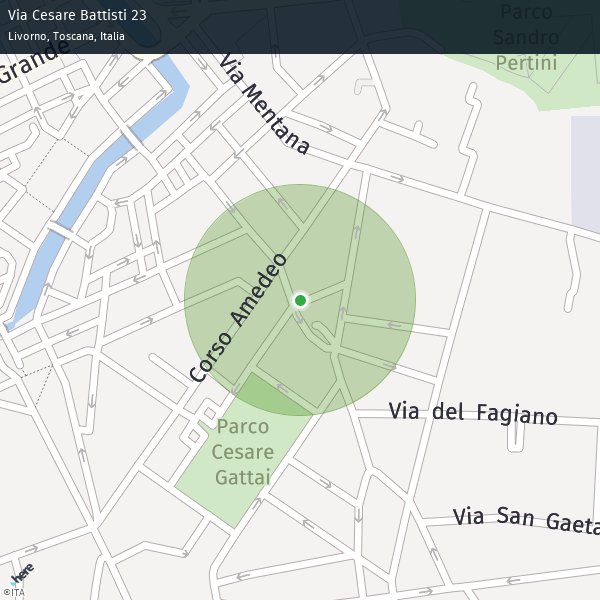 Via Cesare Battisti 23
Livorno, Toscana, Italia
Parco
Sandro
Pertini
Grande
Via Mentana
Corso Amedeo
Via del Fagiano
Parco
Cesare
Gattai
Via San Gaeta
here
©ITA